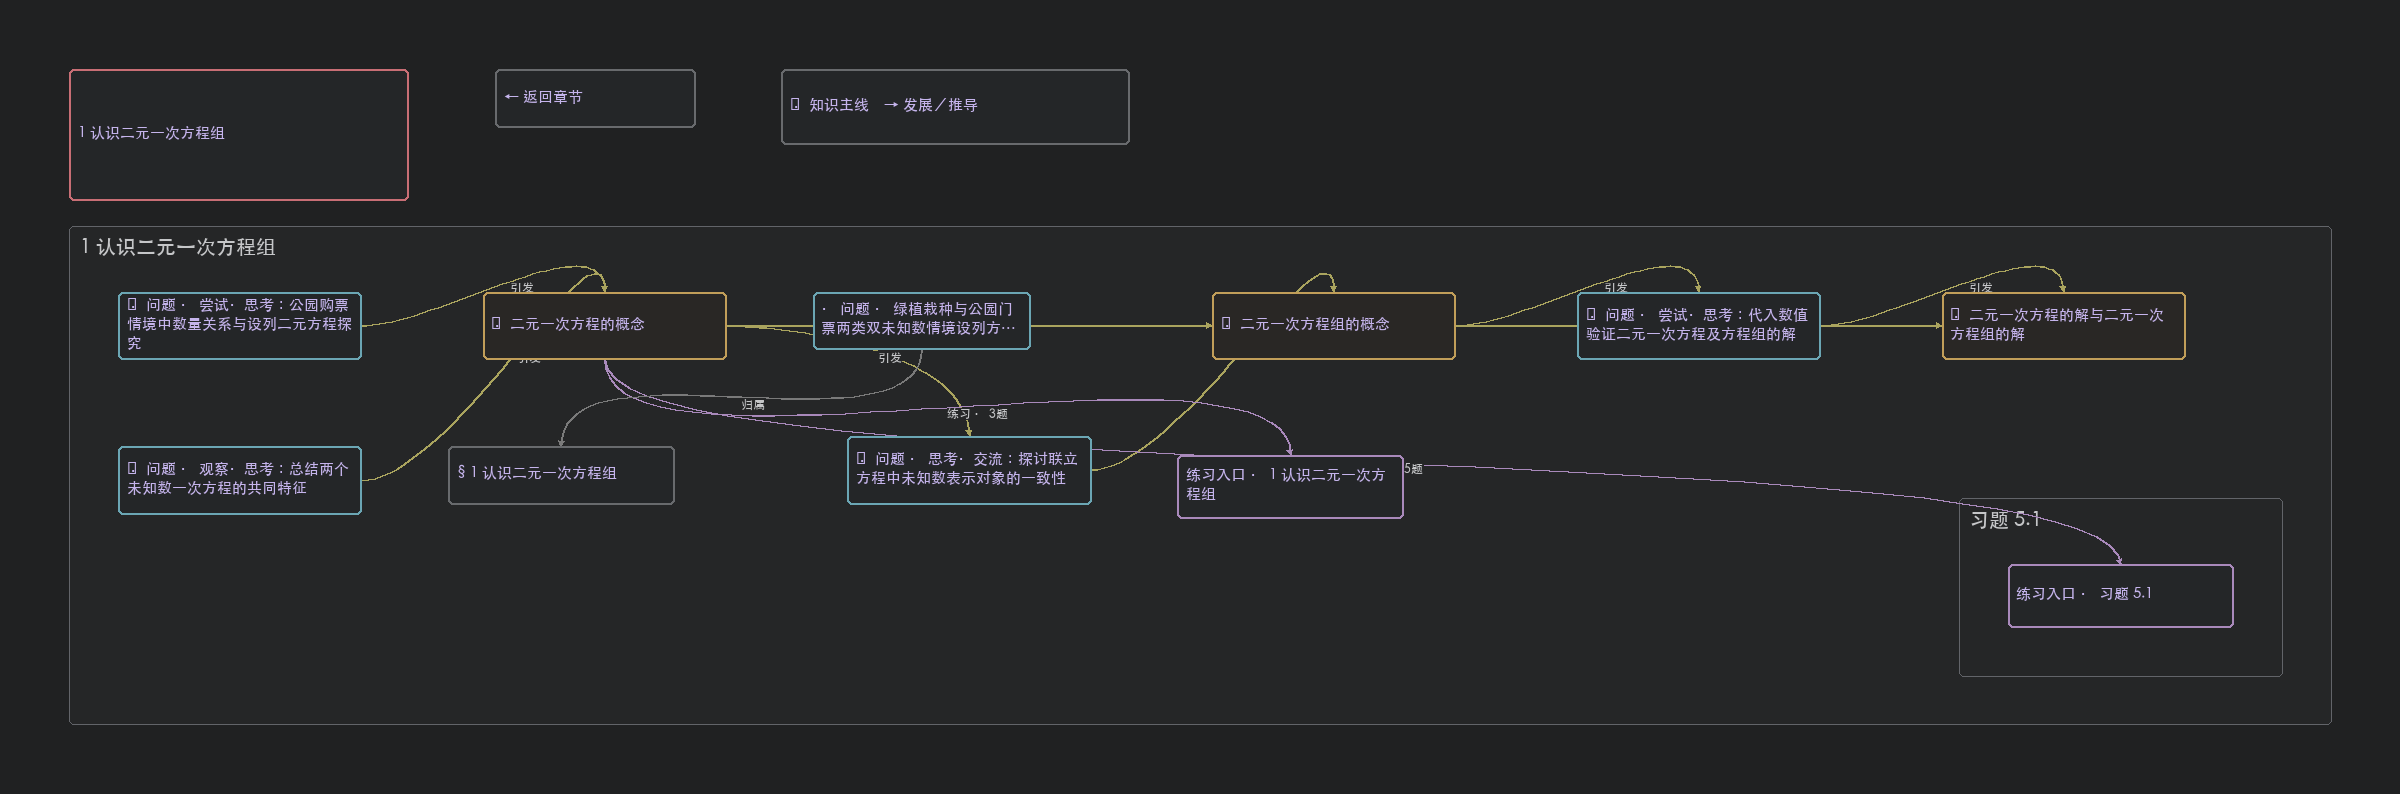 1 认识二元一次方程组
← 返回章节
知识主线 → 发展／推导
1 认识二元一次方程组
引发
引发
引发
问题· 尝试·思考：公园购票
情境中数量关系与设列二元方程探
究
二元一次方程的概念
· 问题· 绿植栽种与公园门
票两类双未知数情境设列方…
二元一次方程组的概念
问题· 尝试·思考：代入数值
验证二元一次方程及方程组的解
二元一次方程的解与二元一次
方程组的解
引发
引发
归属
练习· 3题
问题· 观察·思考：总结两个
未知数一次方程的共同特征
§ 1 认识二元一次方程组
问题· 思考·交流：探讨联立
方程中未知数表示对象的一致性
练习入口· 1 认识二元一次方
程组
5题
习题 5.1
练习入口· 习题 5.1